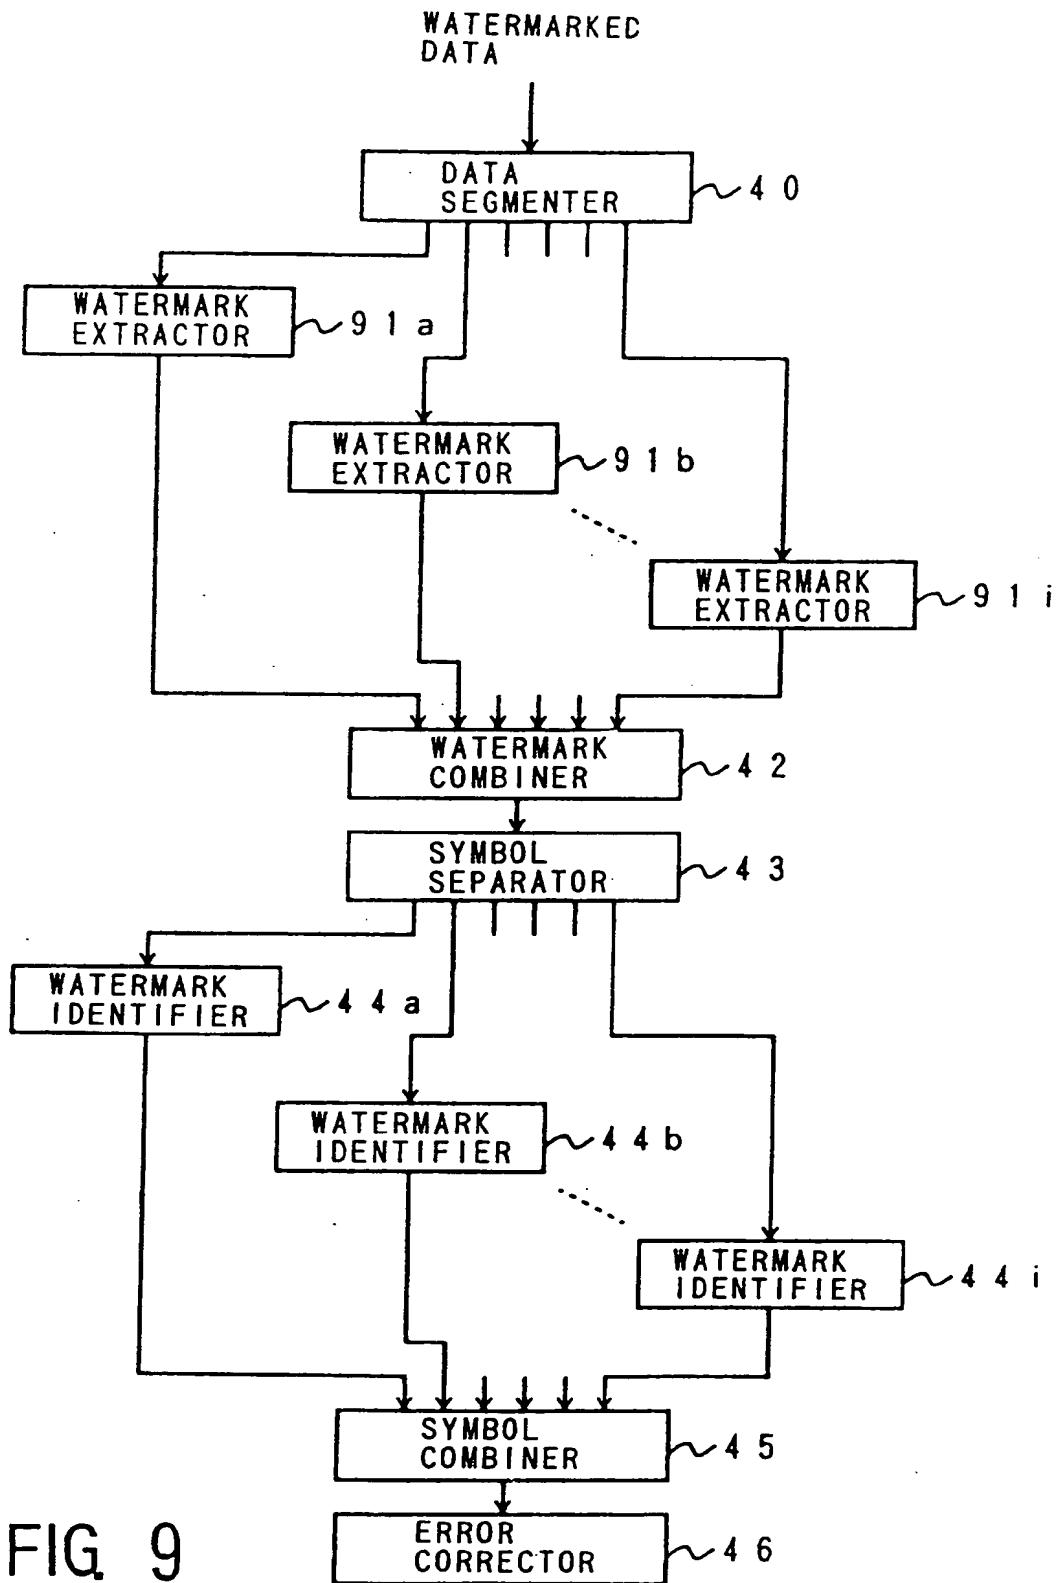 WATERMARKED
DATA
DATA
SEGMENTER
40
WATERMARK
EXTRACTOR
91a
WATERMARK
EXTRACTOR
91b
WATERMARK
EXTRACTOR
91i
WATERMARK
COMBINER
42
SYMBOL
SEPARATOR
43
WATERMARK
IDENTIFIER
44a
WATERMARK
IDENTIFIER
44b
WATERMARK
IDENTIFIER
44i
SYMBOL
COMBINER
45
ERROR
CORRECTOR
46
FIG. 9